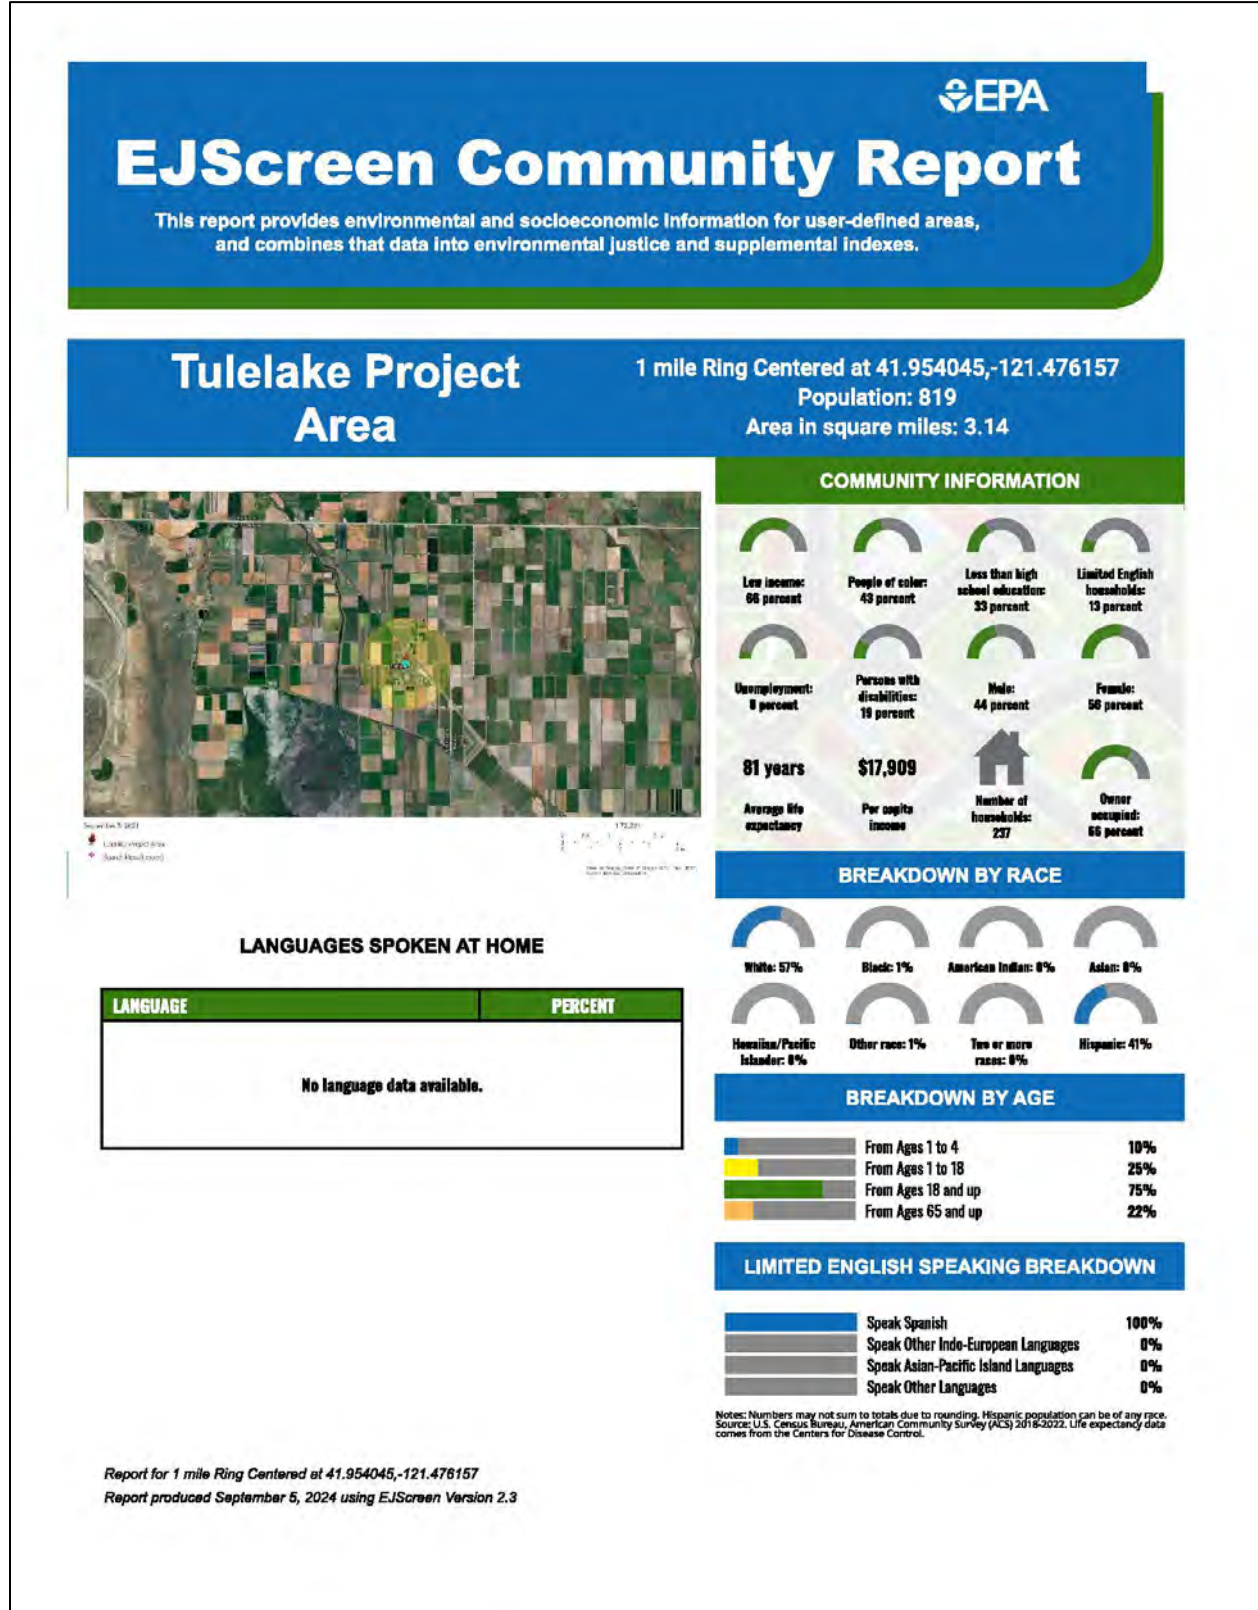 EPA
EJScreen Community Report
This report provides environmental and socioeconomic information for user-defined areas,
and combines that data into environmental justice and supplemental indexes.
Tulelake Project
Area
1 mile Ring Centered at 41.954045,-121.476157
Population: 819
Area in square miles: 3.14
COMMUNITY INFORMATION
Low income:
66 percent
People of color:
43 percent
Less than high
school education:
33 percent
Limited English
households:
13 percent
Unemployment:
percent
Persons with
disabilities:
19 percent
Male:
44 percent
Female:
56 percent
81 years
Average life
expectancy
$17,909
Per capita
income
Number of
households:
237
Owner
occupied:
66 percent
BREAKDOWN BY RACE
White: 57%
Black: 1%
American Indian: 0%
Asian: 0%
Hawaiian/Pacific
Islander: 0%
Other race: 1%
Two or more
races: 0%
Hispanic: 41%
LANGUAGES SPOKEN AT HOME
LANGUAGE PERCENT
No language data available.
BREAKDOWN BY AGE
From Ages 1 to 4 10%
From Ages 1 to 18 25%
From Ages 18 and up 75%
From Ages 65 and up 22%
LIMITED ENGLISH SPEAKING BREAKDOWN
Speak Spanish 100%
Speak Other Indo-European Languages 0%
Speak Asian-Pacific Island Languages 0%
Speak Other Languages 0%
Notes: Numbers may not sum to totals due to rounding. Hispanic population can be of any race.
Source: U.S. Census Bureau, American Community Survey (ACS) 2018-2022. Life expectancy data
comes from the Centers for Disease Control.
Report for 1 mile Ring Centered at 41.954045,-121.476157
Report produced September 5, 2024 using EJScreen Version 2.3